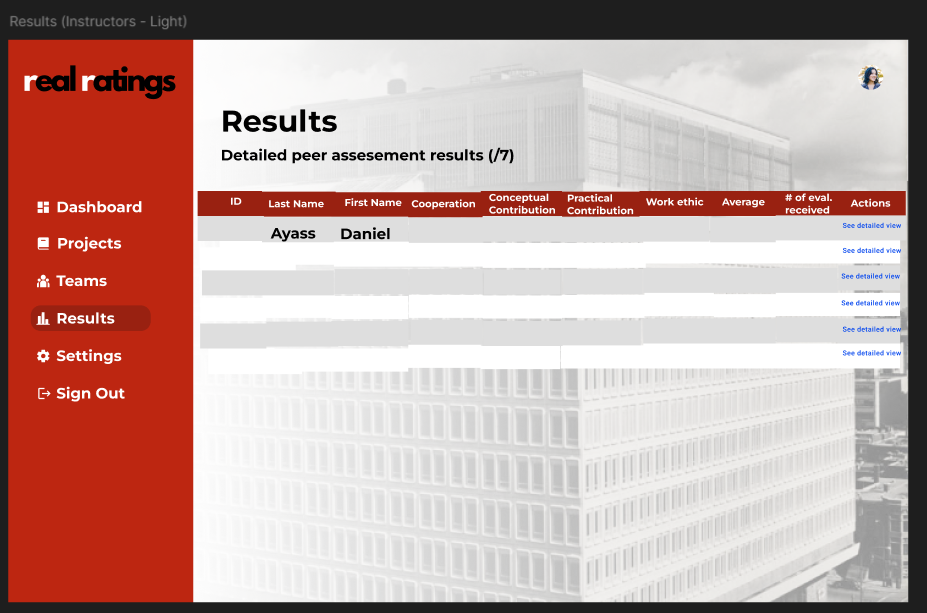 Results (Instructors - Light)
real ratings
Results
Detailed peer assesement results (/7)
ID Last Name First Name Cooperation Conceptual Contribution Practical Contribution Work ethic Average # of eval. received Actions
Ayass Daniel See detailed view
See detailed view
See detailed view
See detailed view
See detailed view
See detailed view
Dashboard
Projects
Teams
Results
Settings
Sign Out